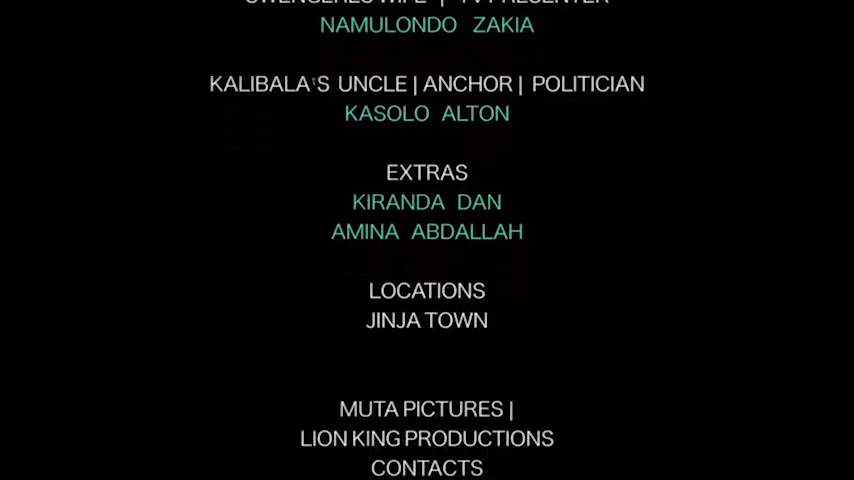 NAMULONDO ZAKIA
KALIBALA'S UNCLE | ANCHOR | POLITICIAN
KASOLO ALTON
EXTRAS
KIRANDA DAN
AMINA ABDALLAH
LOCATIONS
JINJA TOWN
MUTA PICTURES |
LION KING PRODUCTIONS
CONTACTS